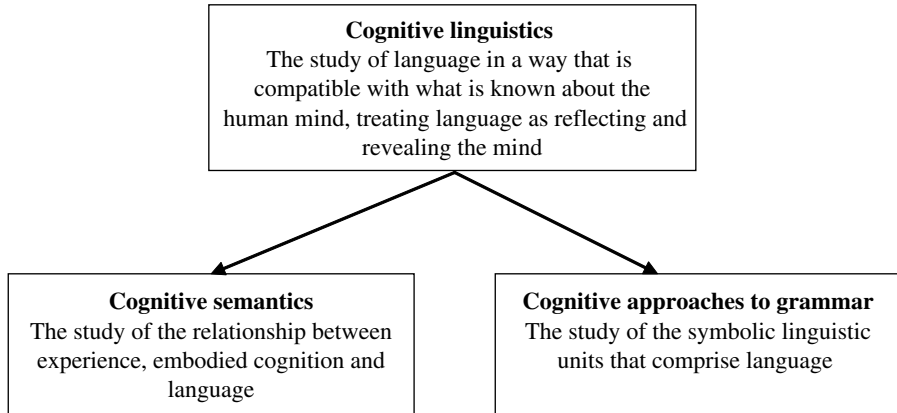 Cognitive linguistics
The study of language in a way that is
compatible with what is known about the
human mind, treating language as reflecting and
revealing the mind
Cognitive semantics
The study of the relationship between
experience, embodied cognition and
language
Cognitive approaches to grammar
The study of the symbolic linguistic
units that comprise language